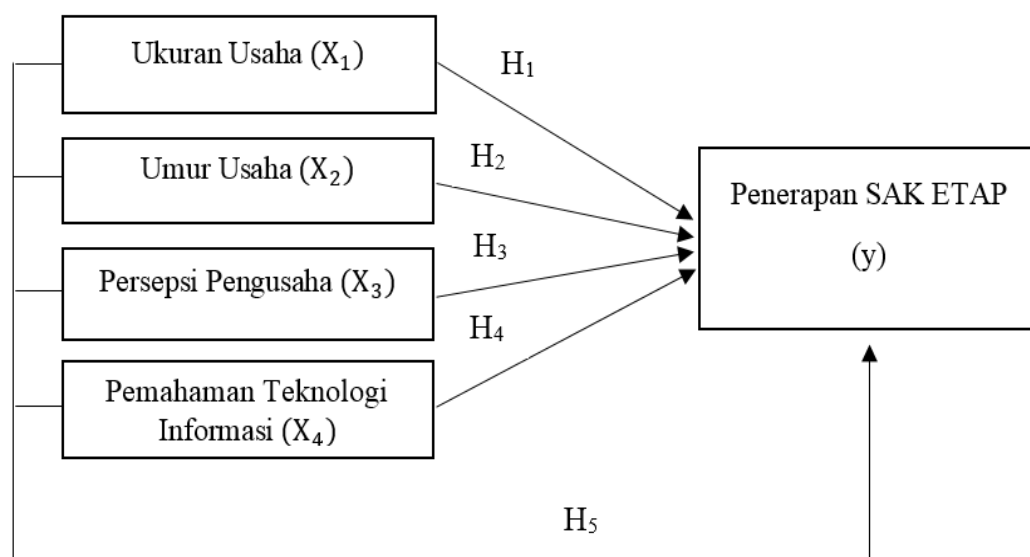 Ukuran Usaha (X₁)
H₁
Umur Usaha (X₂)
H₂
Persepsi Pengusaha (X₃)
H₃
Pemahaman Teknologi
Informasi (X₄)
H₄
Penerapan SAK ETAP
(y)
H₅